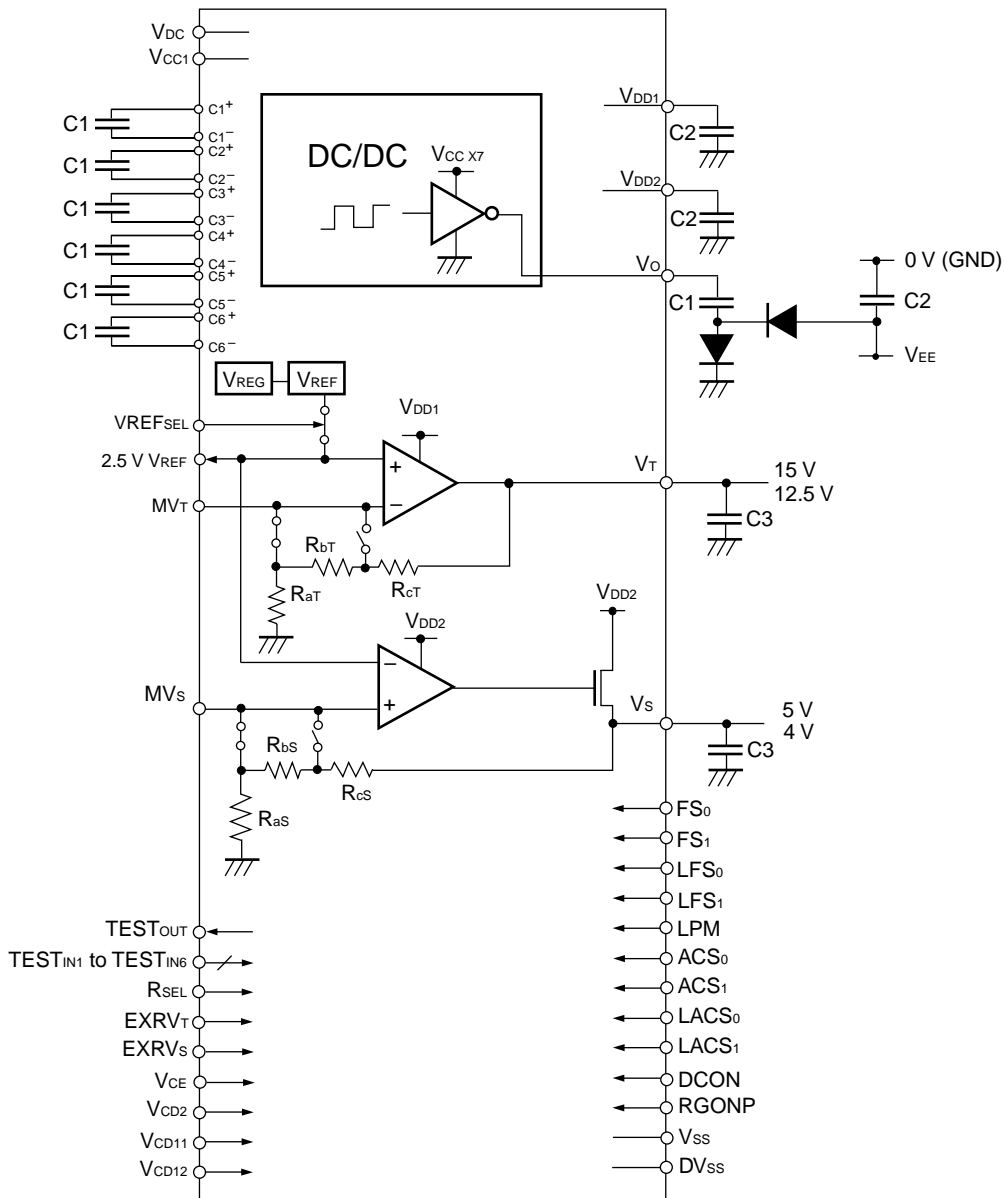 VDC
VCC1
C1+
C1
C1−
C2+
C1
C2−
C3+
C1
C3−
C4+
C1
C4−
C5+
C1
C5−
C6+
C1
C6−
DC/DC
VCC X7
VDD1
C2
VDD2
C2
VO
C1
0 V (GND)
C2
VEE
VREG
VREF
VREFSEL
2.5 V VREF
MVT
VDD1
+
−
RbT
RcT
RaT
VT
15 V
12.5 V
C3
VDD2
VDD2
−
+
MVS
RbS
RcS
RaS
VS
5 V
4 V
C3
FS0
FS1
LFS0
LFS1
LPM
ACS0
ACS1
LACS0
LACS1
DCON
RGONP
VSS
DVSS
TESTOUT
TESTIN1 to TESTIN6
RSEL
EXRVT
EXRVS
VCE
VCD2
VCD11
VCD12